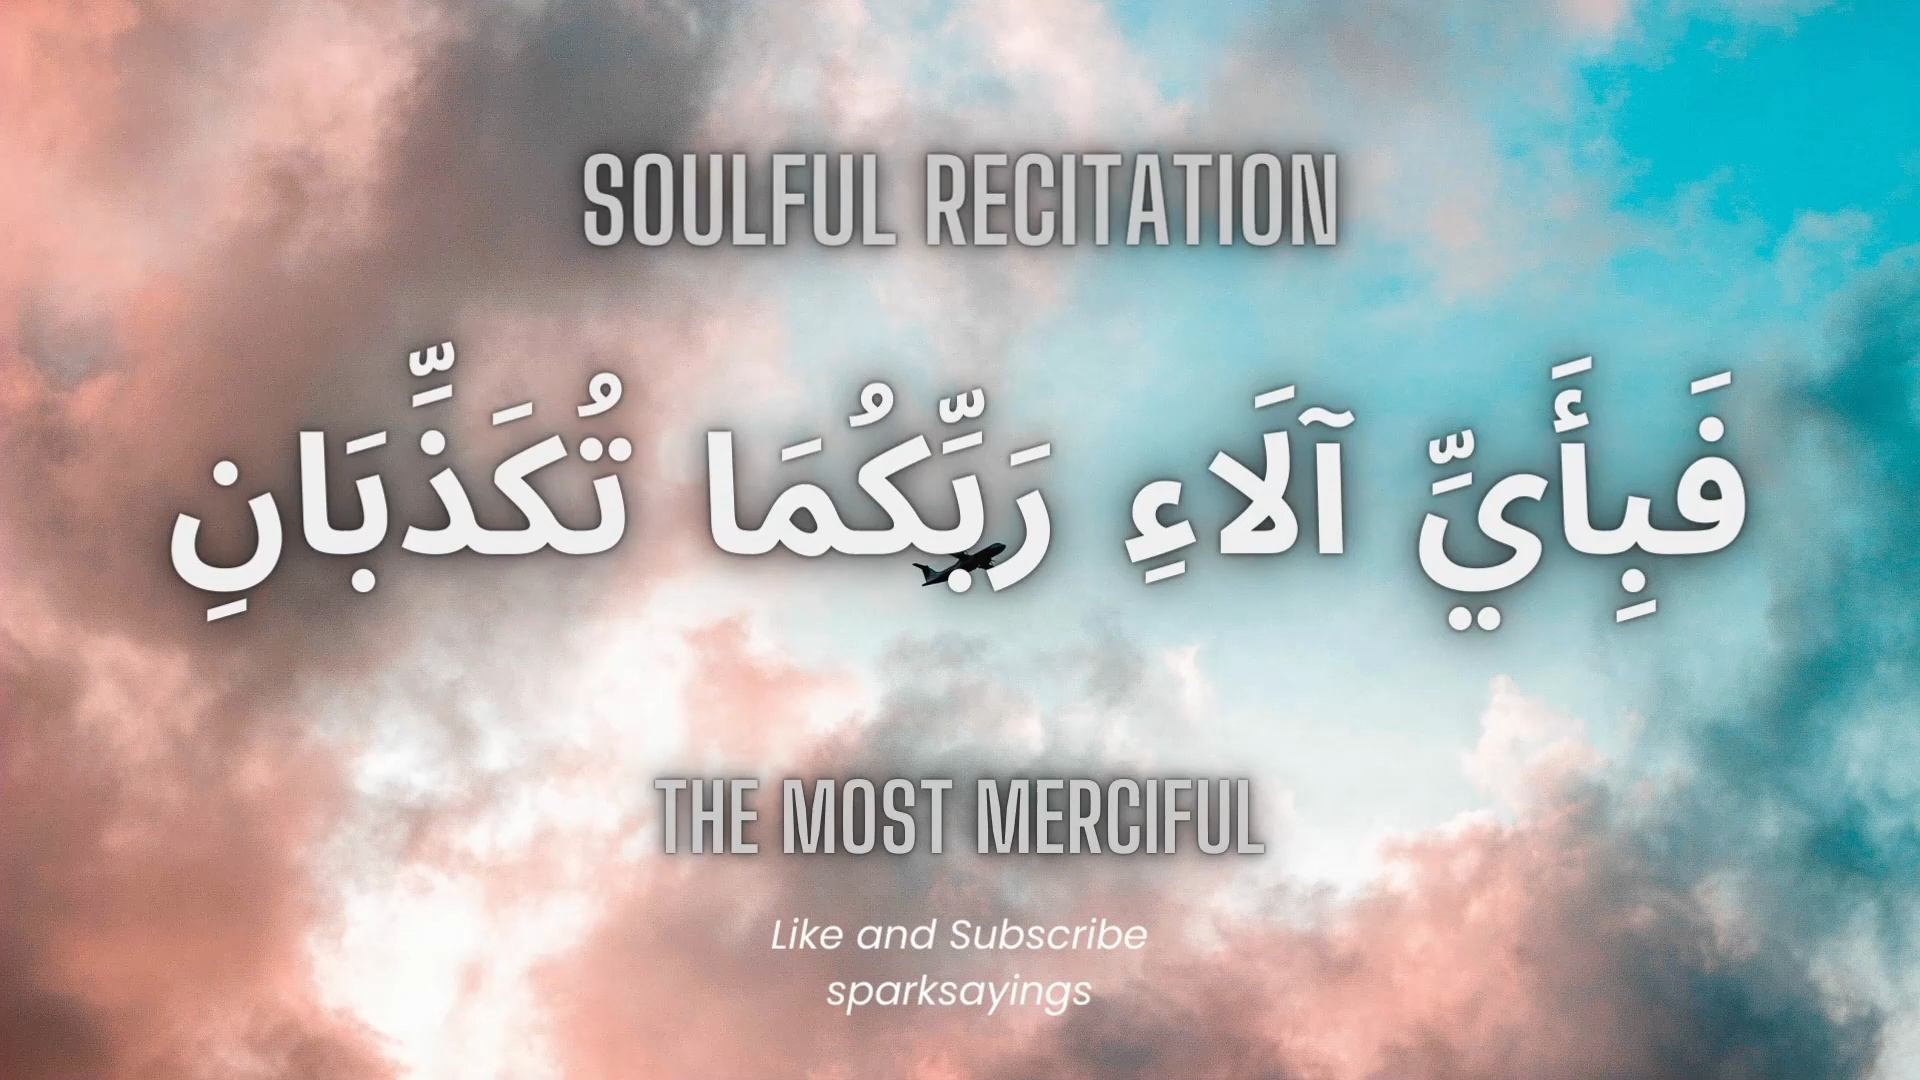 SOULFUL RECITATION
فَبِأَيِّ آلَاءِ رَبِّكُمَا تُكَذِّبَانِ
THE MOST MERCIFUL
Like and Subscribe
sparksayings